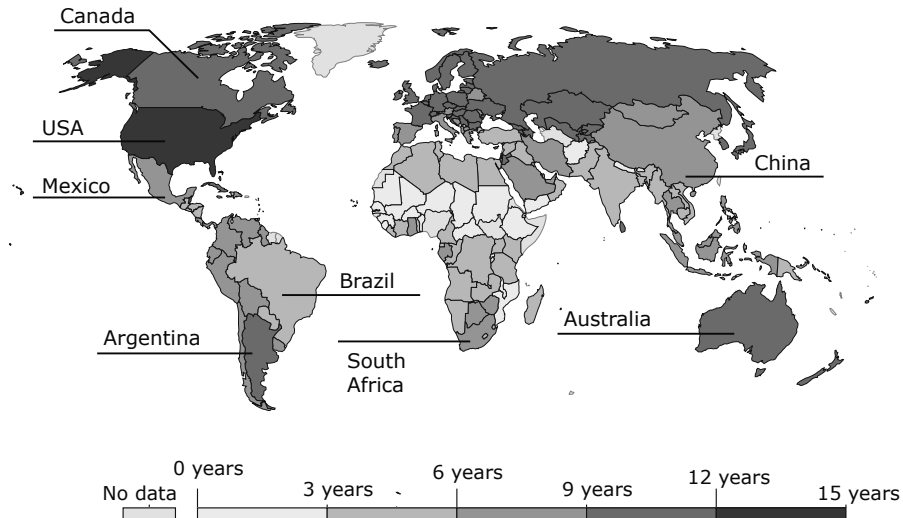 Canada
USA
Mexico
China
Brazil
Argentina
Australia
South
Africa
0 years
6 years
12 years
No data
3 years
9 years
15 years